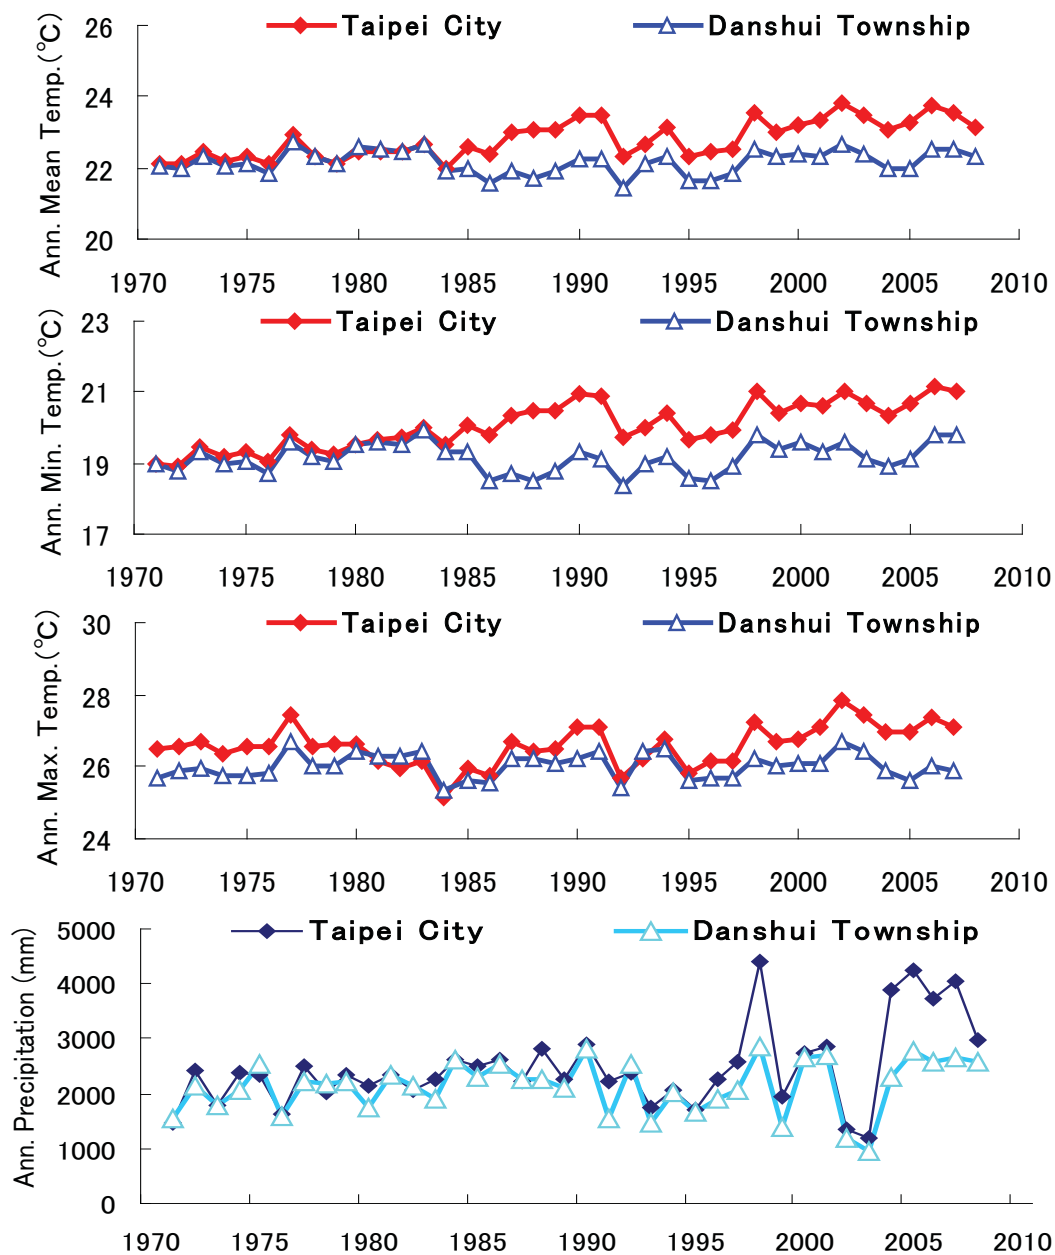 26 Taipei City Danshui Township
24
22
20
Ann. Mean Temp.(°C)
1970 1975 1980 1985 1990 1995 2000 2005 2010
23 Taipei City Danshui Township
21
19
17
Ann. Min. Temp.(°C)
1970 1975 1980 1985 1990 1995 2000 2005 2010
30 Taipei City Danshui Township
28
26
24
Ann. Max. Temp.(°C)
1970 1975 1980 1985 1990 1995 2000 2005 2010
5000 Taipei City Danshui Township
4000
3000
2000
1000
0
Ann. Precipitation (mm)
1970 1975 1980 1985 1990 1995 2000 2005 2010